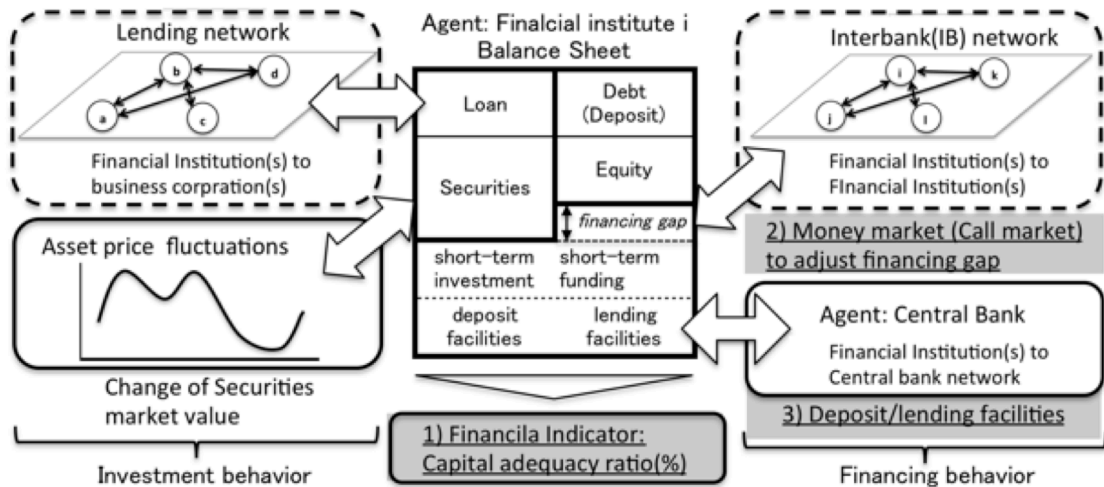 Lending network
b
d
a
c
Financial Institution(s) to
business corpration(s)
Asset price fluctuations
Change of Securities
market value
Investment behavior
Agent: Finalcial institute i
Balance Sheet
Loan
Debt
(Deposit)
Securities
Equity
financing gap
short-term
investment
short-term
funding
deposit
facilities
lending
facilities
1) Financila Indicator:
Capital adequacy ratio(%)
Interbank(IB) network
i
k
j
l
Financial Institution(s) to
FInancial Institution(s)
2) Money market (Call market)
to adjust financing gap
Agent: Central Bank
Financial Institution(s) to
Central bank network
3) Deposit/lending facilities
Financing behavior